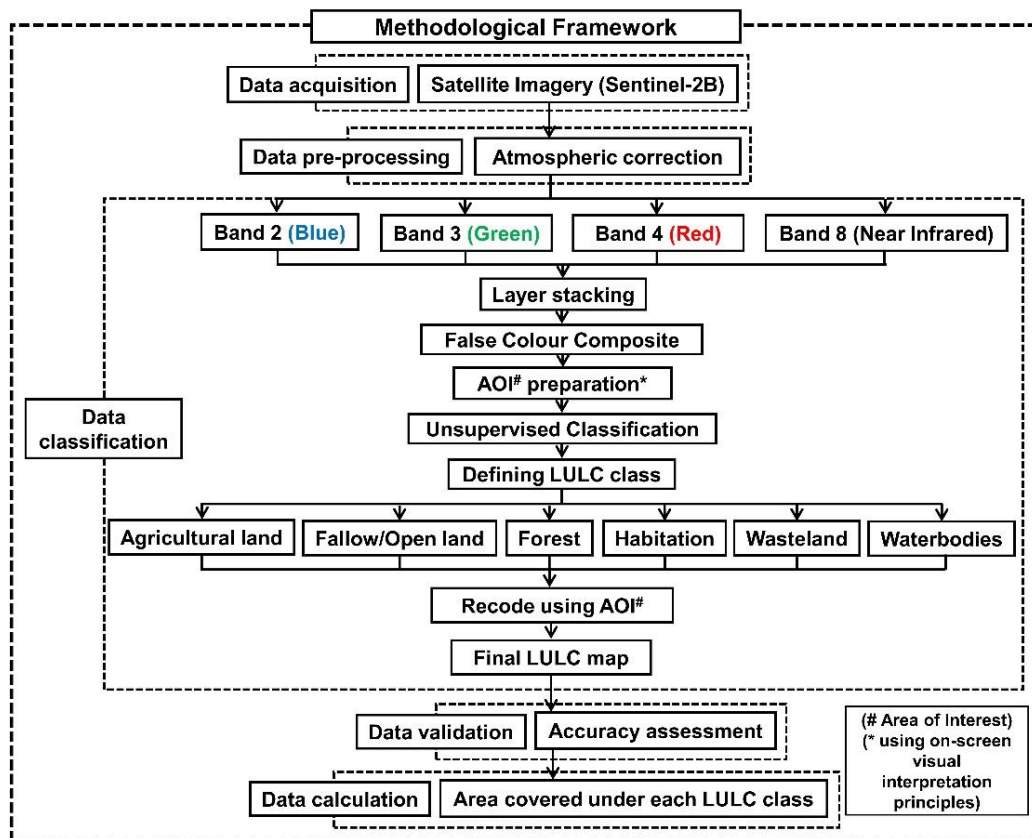 Methodological Framework
Data acquisition
Satellite Imagery (Sentinel-2B)
Data pre-processing
Atmospheric correction
Band 2 (Blue)
Band 3 (Green)
Band 4 (Red)
Band 8 (Near Infrared)
Layer stacking
False Colour Composite
AOI# preparation*
Data
classification
Unsupervised Classification
Defining LULC class
Agricultural land
Fallow/Open land
Forest
Habitation
Wasteland
Waterbodies
Recode using AOI#
Final LULC map
Data validation
Accuracy assessment
Data calculation
Area covered under each LULC class
(# Area of Interest)
(* using on-screen
visual
interpretation
principles)